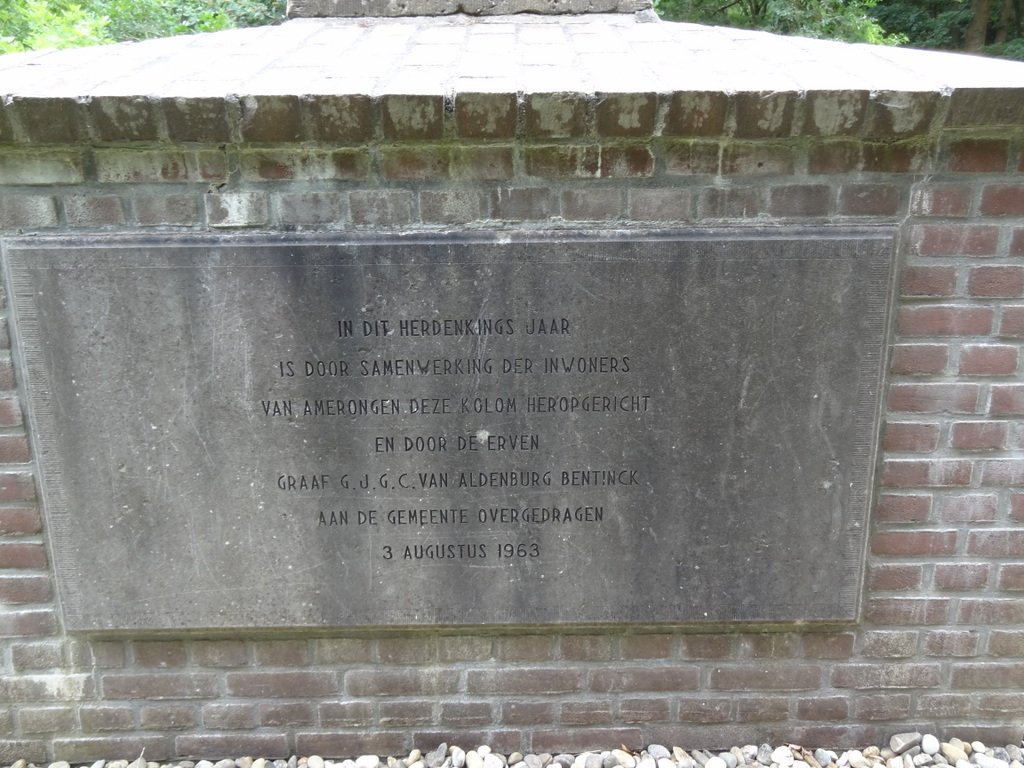 IN DIT HERDENKINGS JAAR
IS DOOR SAMENWERKING DER INWONERS
VAN AMERONGEN DEZE KOLOM HEROPGERICHT
EN DOOR DE ERVEN
GRAAF G.J.G.C. VAN ALDENBURG BENTINCK
AAN DE GEMEENTE OVERGEDRAGEN
3 AUGUSTUS 1963